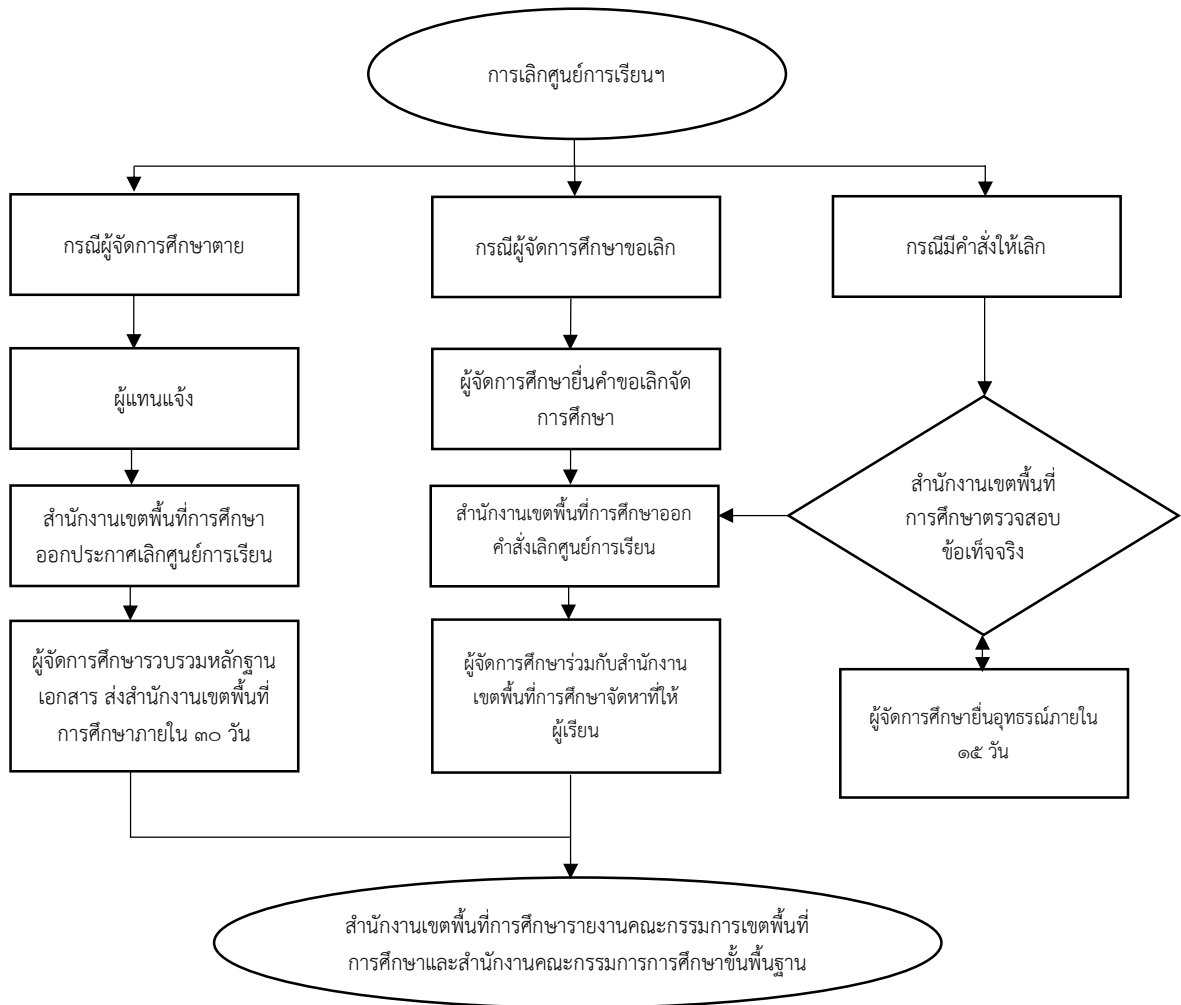 การเลิกศูนย์การเรียนฯ
กรณีผู้จัดการศึกษาตาย
กรณีผู้จัดการศึกษาขอเลิก
กรณีมีคำสั่งให้เลิก
ผู้แทนแจ้ง
ผู้จัดการศึกษายื่นคำขอเลิกจัด
การศึกษา
สำนักงานเขตพื้นที่
การศึกษาตรวจสอบ
ข้อเท็จจริง
สำนักงานเขตพื้นที่การศึกษา
ออกประกาศเลิกศูนย์การเรียน
สำนักงานเขตพื้นที่การศึกษาออก
คำสั่งเลิกศูนย์การเรียน
ผู้จัดการศึกษารวบรวมหลักฐาน
เอกสาร ส่งสำนักงานเขตพื้นที่
การศึกษาภายใน ๓๐ วัน
ผู้จัดการศึกษาร่วมกับสำนักงาน
เขตพื้นที่การศึกษาจัดหาที่ให้
ผู้เรียน
ผู้จัดการศึกษายื่นอุทธรณ์ภายใน
๑๕ วัน
สำนักงานเขตพื้นที่การศึกษารายงานคณะกรรมการเขตพื้นที่
การศึกษาและสำนักงานคณะกรรมการการศึกษาขั้นพื้นฐาน